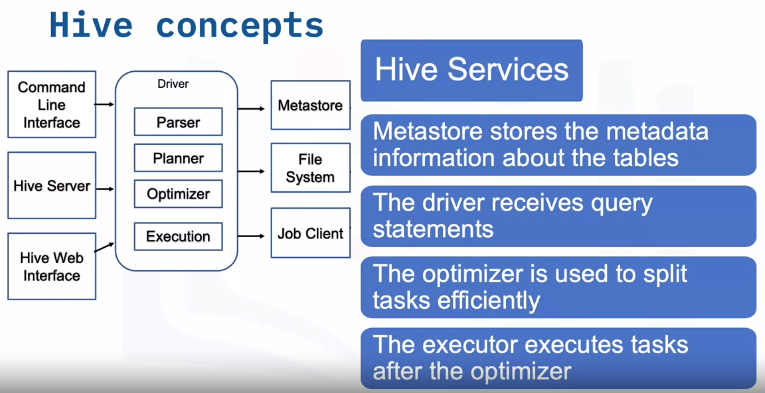 Hive concepts
Command
Line
Interface
Hive Server
Hive Web
Interface
Driver
Parser
Planner
Optimizer
Execution
Metastore
File
System
Job Client
Hive Services
Metastore stores the metadata
information about the tables
The driver receives query
statements
The optimizer is used to split
tasks efficiently
The executor executes tasks
after the optimizer